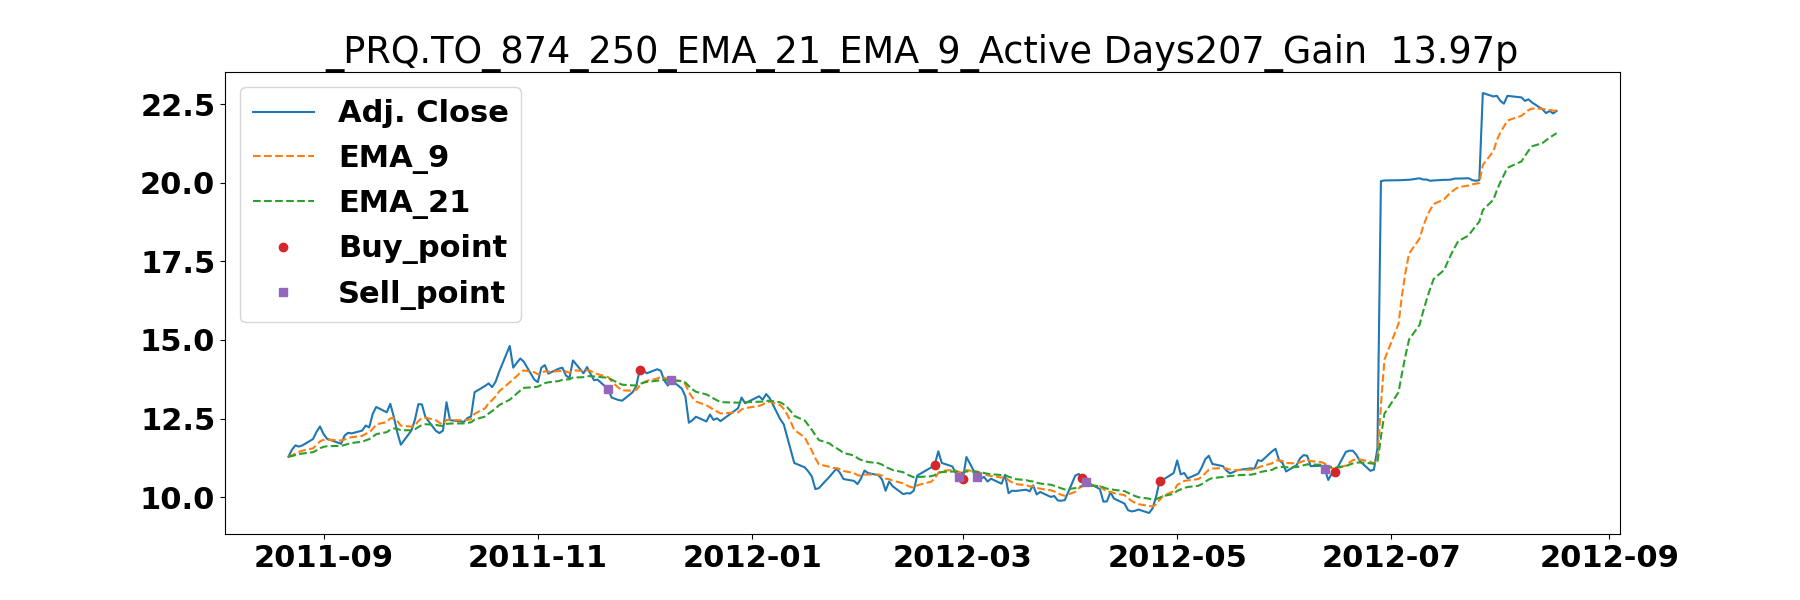 _PRQ.TO_874_250_EMA_21_EMA_9_Active Days207_Gain  13.97p
Adj. Close
EMA_9
EMA_21
Buy_point
Sell_point
22.5
20.0
17.5
15.0
12.5
10.0
2011-09 2011-11 2012-01 2012-03 2012-05 2012-07 2012-09